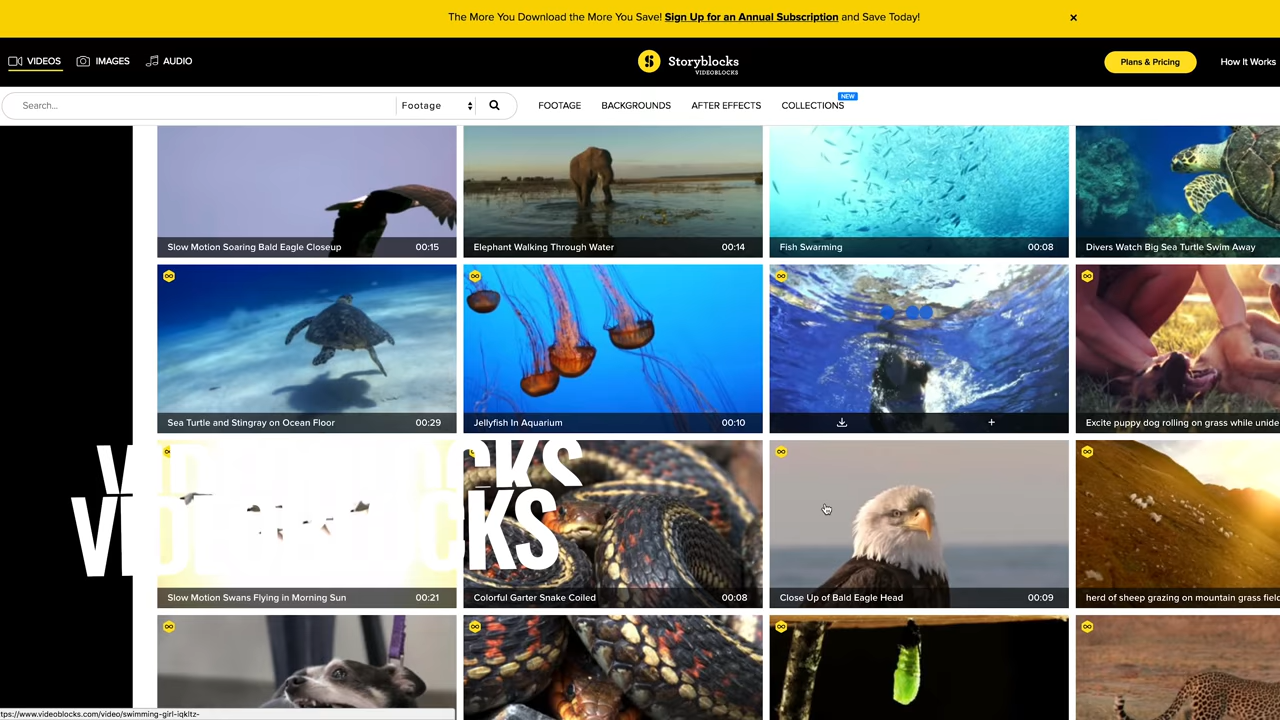 The More You Download the More You Save! Sign Up for an Annual Subscription and Save Today! ×
VIDEOS IMAGES AUDIO
Storyblocks
VIDEOBLOCKS
Plans & Pricing
How It Works
Search...
Footage
FOOTAGE BACKGROUNDS AFTER EFFECTS COLLECTIONS
NEW
Slow Motion Soaring Bald Eagle Closeup 00:15
Elephant Walking Through Water 00:14
Fish Swarming 00:08
Divers Watch Big Sea Turtle Swim Away
Sea Turtle and Stingray on Ocean Floor 00:29
Jellyfish In Aquarium 00:10
Excite puppy dog rolling on grass while unide
Slow Motion Swans Flying in Morning Sun 00:21
Colorful Garter Snake Coiled 00:08
Close Up of Bald Eagle Head 00:09
herd of sheep grazing on mountain grass field
tps://www.videoblocks.com/video/swimming-girl-iqkltz-